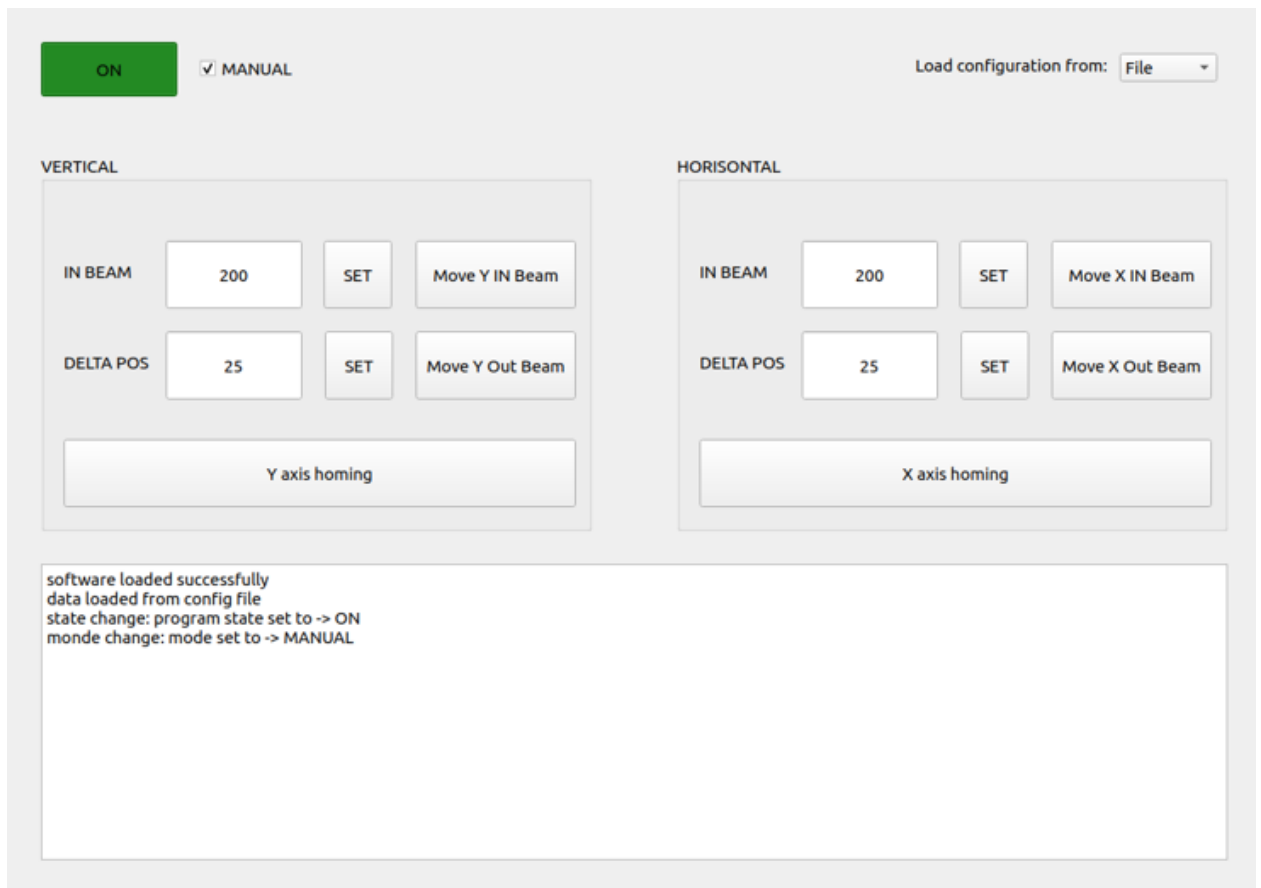 ON
MANUAL
Load configuration from: File
VERTICAL
IN BEAM 200 SET Move Y IN Beam
DELTA POS 25 SET Move Y Out Beam
Y axis homing
HORISONTAL
IN BEAM 200 SET Move X IN Beam
DELTA POS 25 SET Move X Out Beam
X axis homing
software loaded successfully
data loaded from config file
state change: program state set to -> ON
monde change: mode set to -> MANUAL